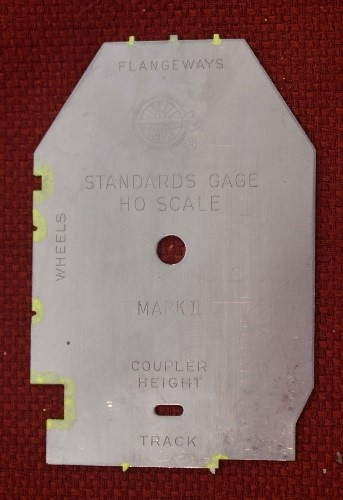 FLANGEWAYS
STANDARDS GAGE
HO SCALE
WHEELS
MARK II
COUPLER
HEIGHT
TRACK